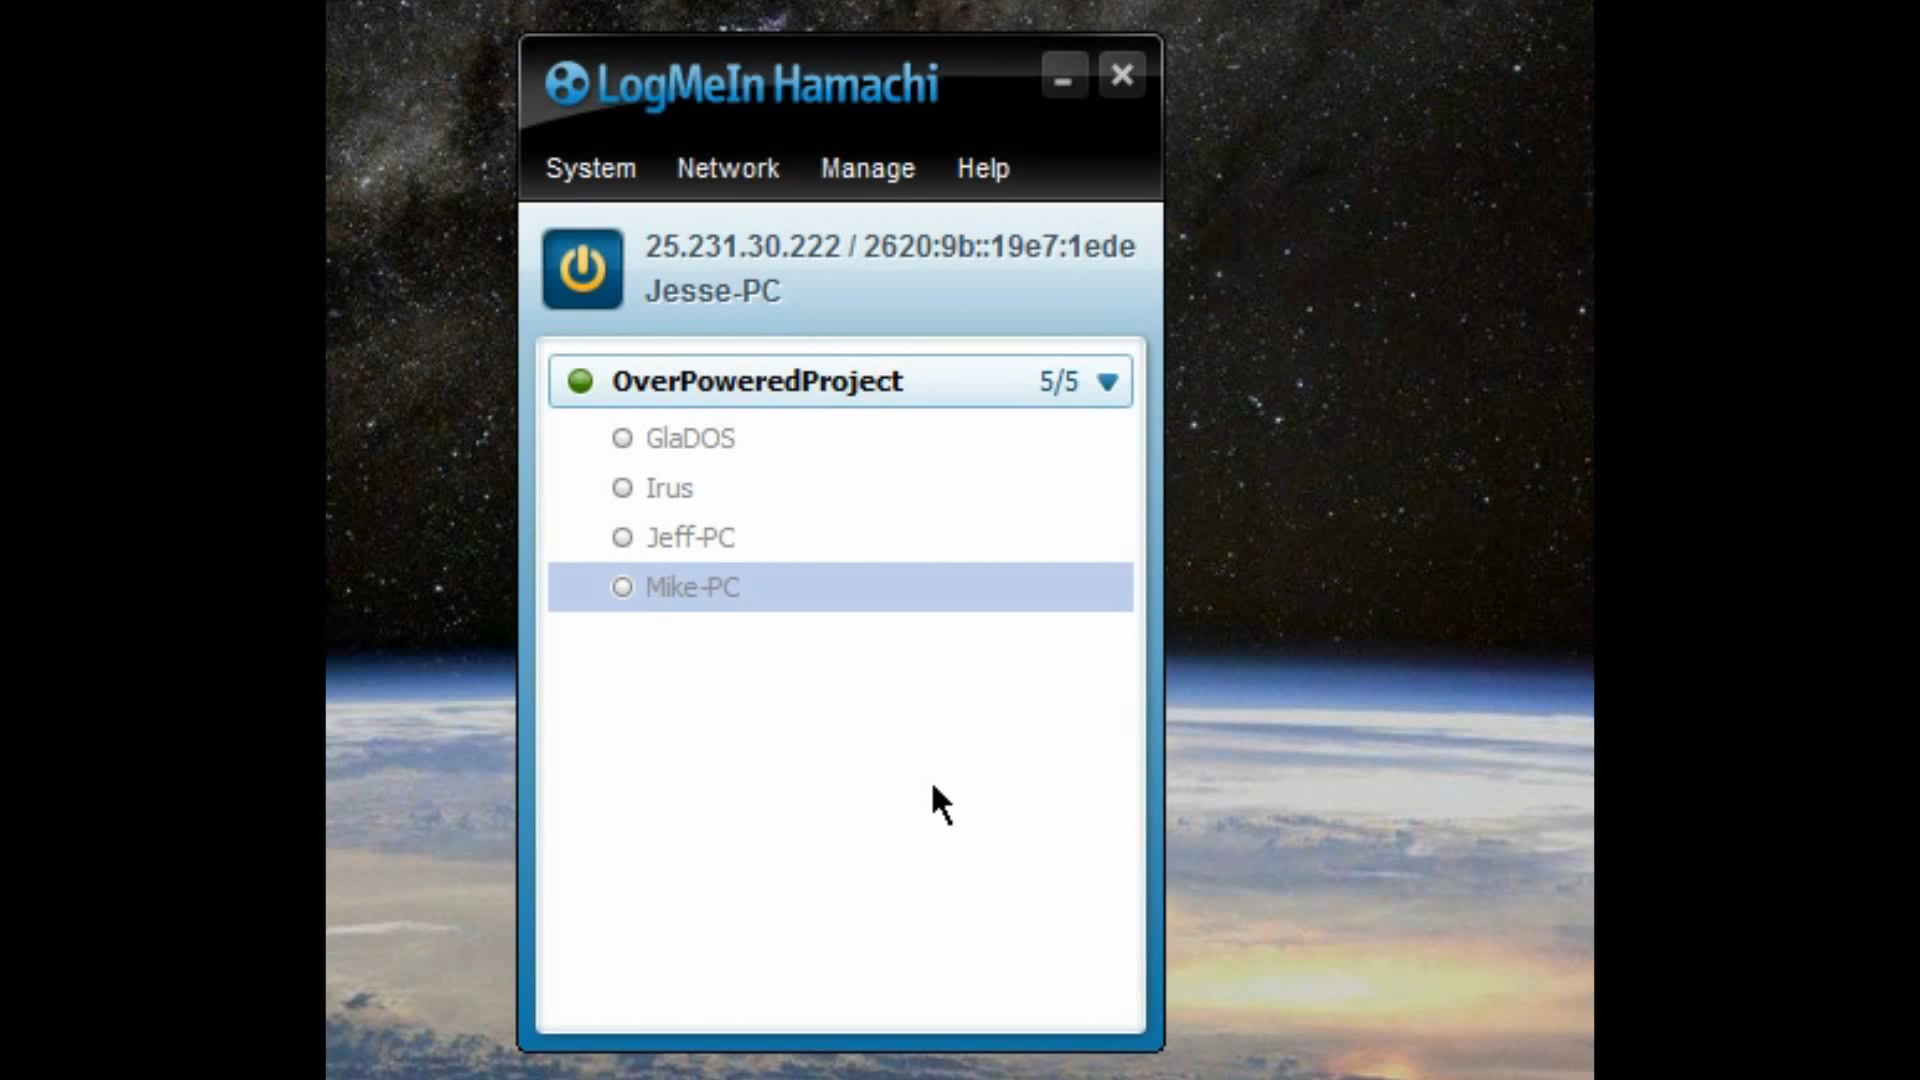 LogMeIn Hamachi
System Network Manage Help
25.231.30.222 / 2620:9b::19e7:1ede
Jesse-PC
OverPoweredProject 5/5
GlaDOS
Irus
Jeff-PC
Mike-PC